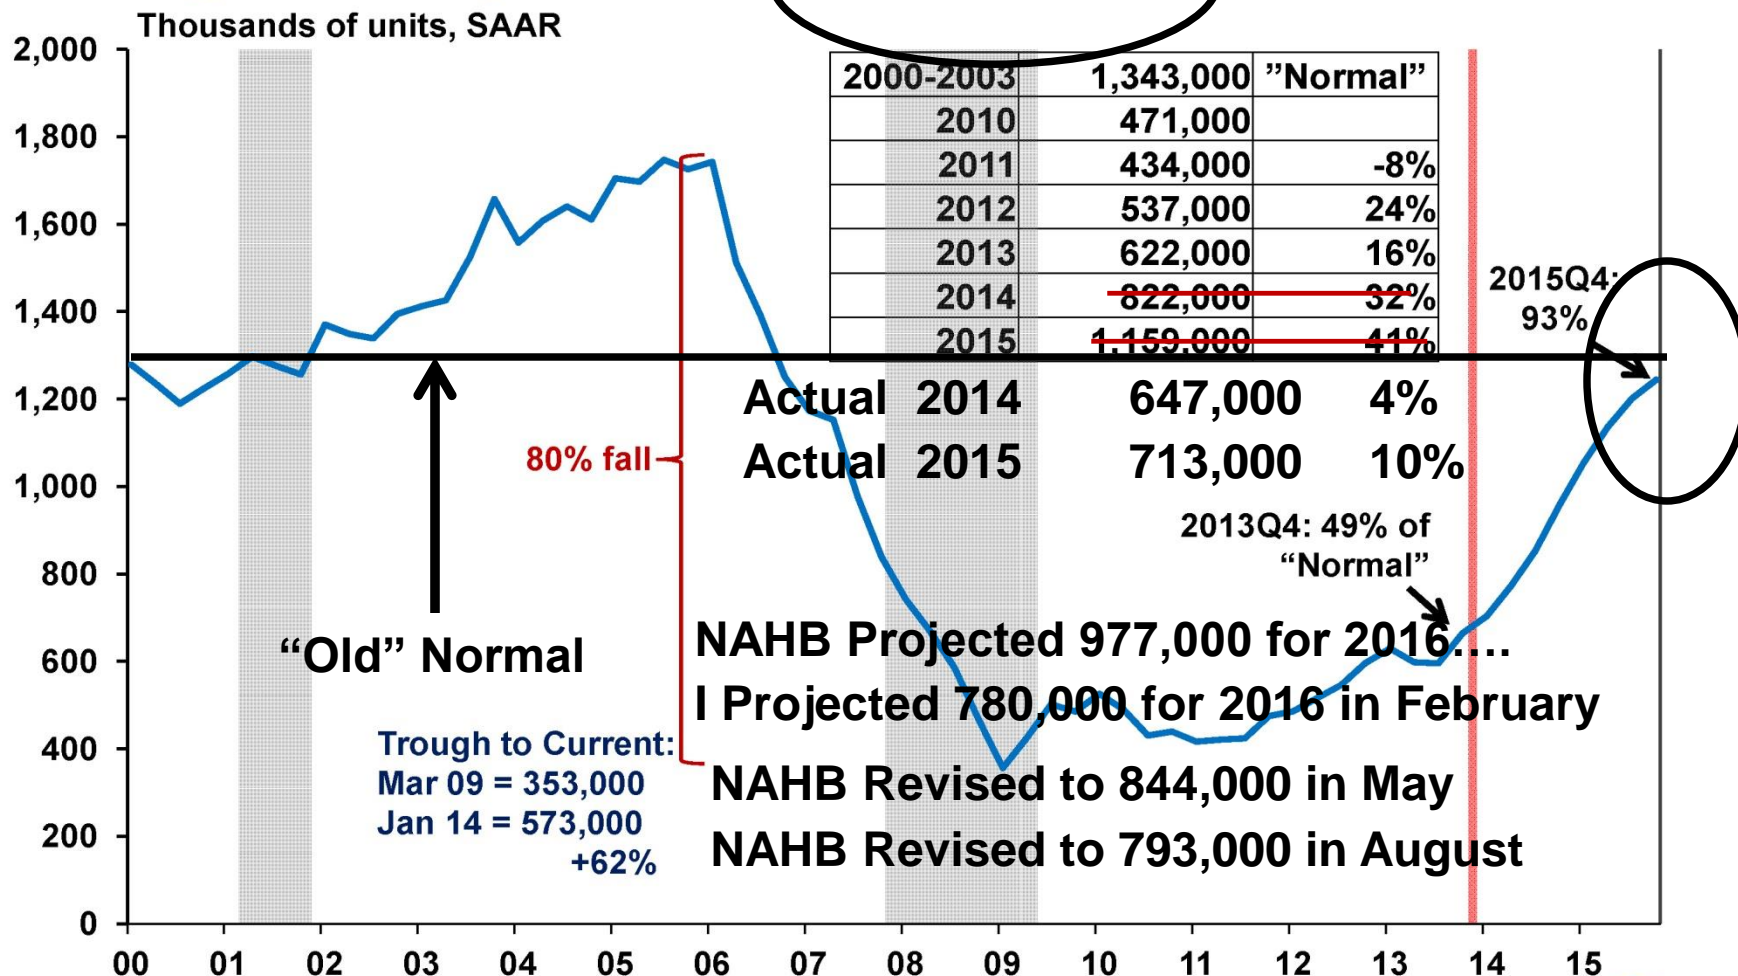 Thousands of units, SAAR
2,000
1,800
1,600
1,400
1,200
1,000
800
600
400
200
0
2000-2003 1,343,000 ”Normal”
2010 471,000
2011 434,000 -8%
2012 537,000 24%
2013 622,000 16%
2014 822,000 32%
2015 1,159,000 41%
2015Q4:
93%
Actual 2014 647,000 4%
Actual 2015 713,000 10%
80% fall
2013Q4: 49% of
“Normal”
“Old” Normal
NAHB Projected 977,000 for 2016….
I Projected 780,000 for 2016 in February
NAHB Revised to 844,000 in May
NAHB Revised to 793,000 in August
Trough to Current:
Mar 09 = 353,000
Jan 14 = 573,000
+62%
00 01 02 03 04 05 06 07 08 09 10 11 12 13 14 15